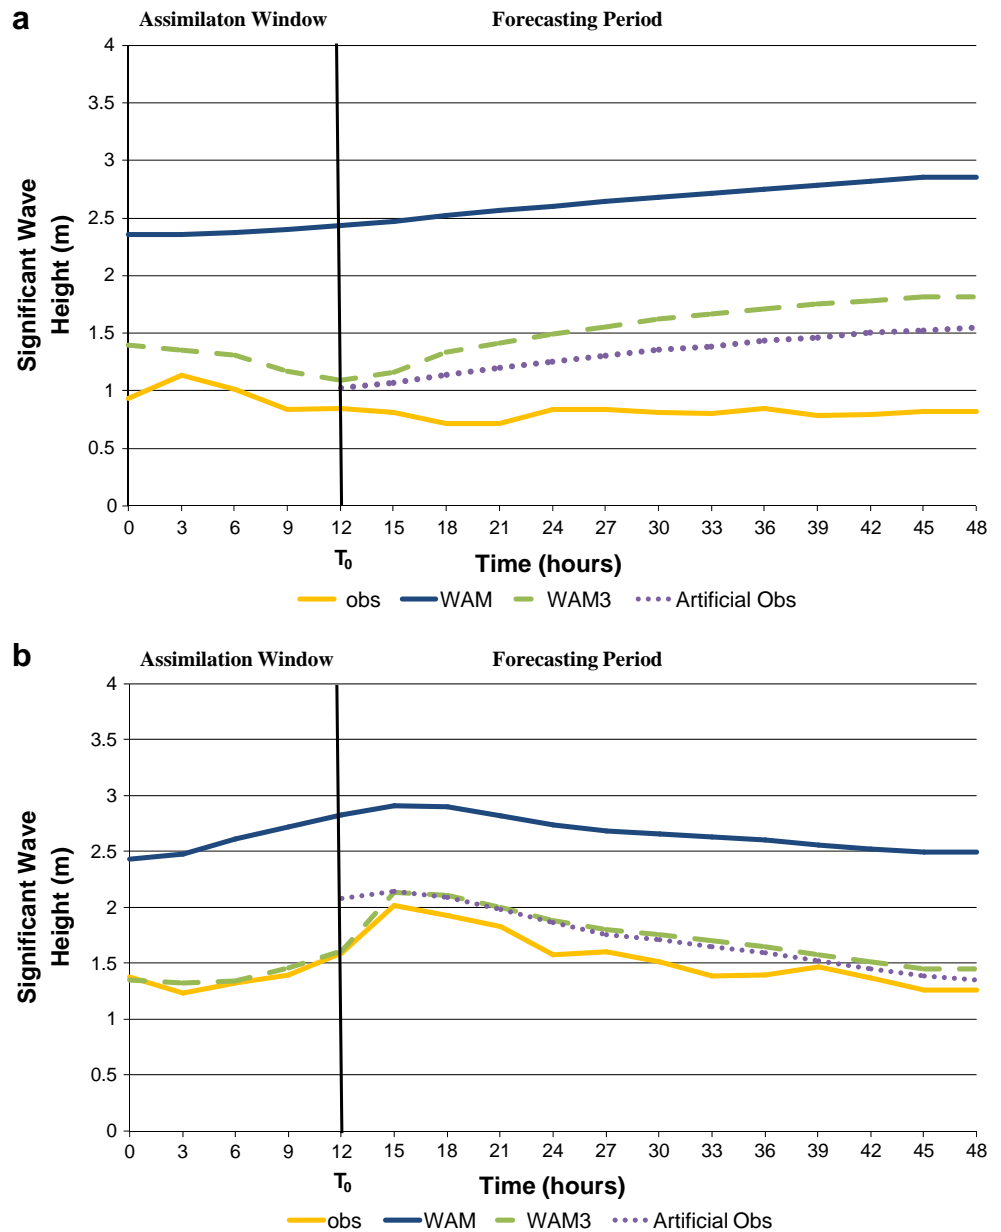 a
Assimilaton Window Forecasting Period
4
3.5
3
2.5
2
1.5
1
0.5
0
Significant Wave
Height (m)
0 3 6 9 12 15 18 21 24 27 30 33 36 39 42 45 48
T0
Time (hours)
obs WAM WAM3 Artificial Obs
b
Assimilation Window Forecasting Period
4
3.5
3
2.5
2
1.5
1
0.5
0
Significant Wave
Height (m)
0 3 6 9 12 15 18 21 24 27 30 33 36 39 42 45 48
T0
Time (hours)
obs WAM WAM3 Artificial Obs